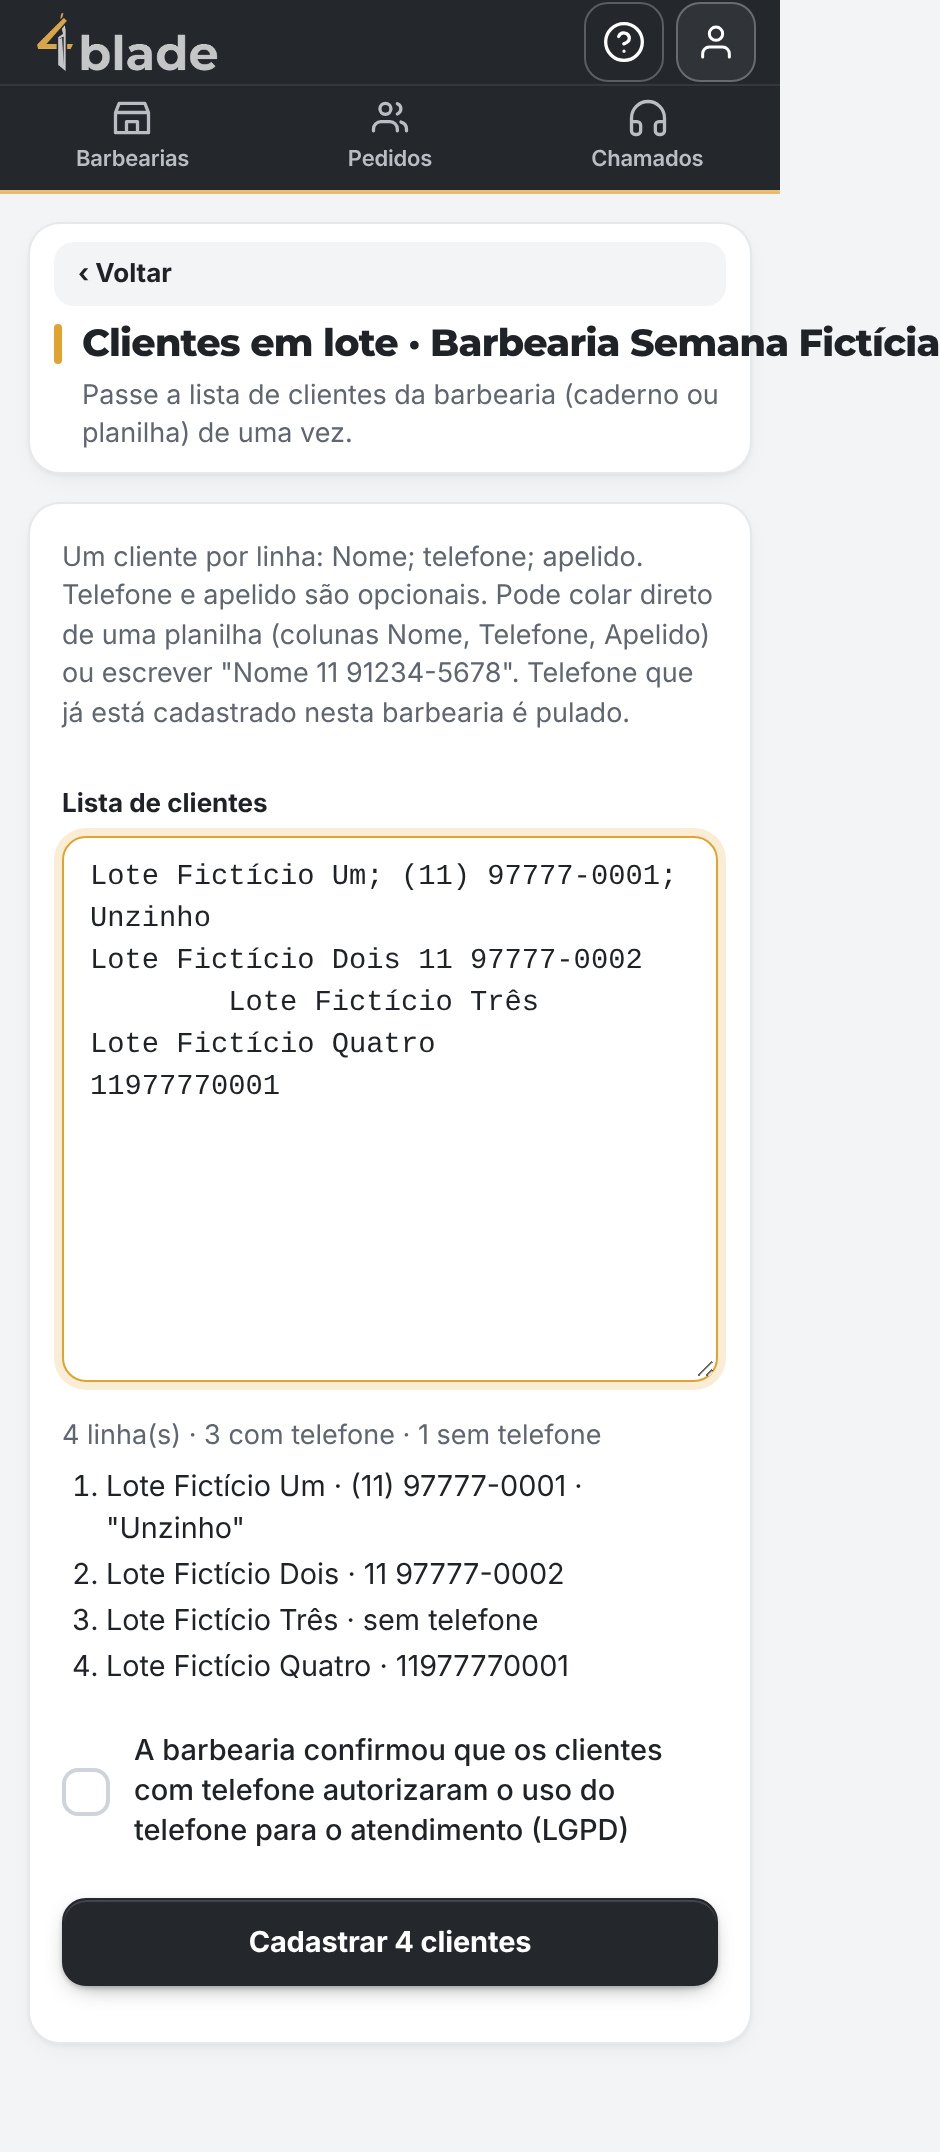 4blade
Barbearias
Pedidos
Chamados
‹ Voltar
Clientes em lote · Barbearia Semana Fictícia
Passe a lista de clientes da barbearia (caderno ou
planilha) de uma vez.
Um cliente por linha: Nome; telefone; apelido.
Telefone e apelido são opcionais. Pode colar direto
de uma planilha (colunas Nome, Telefone, Apelido)
ou escrever "Nome 11 91234-5678". Telefone que
já está cadastrado nesta barbearia é pulado.
Lista de clientes
Lote Fictício Um; (11) 97777-0001;
Unzinho
Lote Fictício Dois 11 97777-0002
Lote Fictício Três
Lote Fictício Quatro
11977770001
4 linha(s) · 3 com telefone · 1 sem telefone
1. Lote Fictício Um · (11) 97777-0001 ·
"Unzinho"
2. Lote Fictício Dois · 11 97777-0002
3. Lote Fictício Três · sem telefone
4. Lote Fictício Quatro · 11977770001
A barbearia confirmou que os clientes
com telefone autorizaram o uso do
telefone para o atendimento (LGPD)
Cadastrar 4 clientes